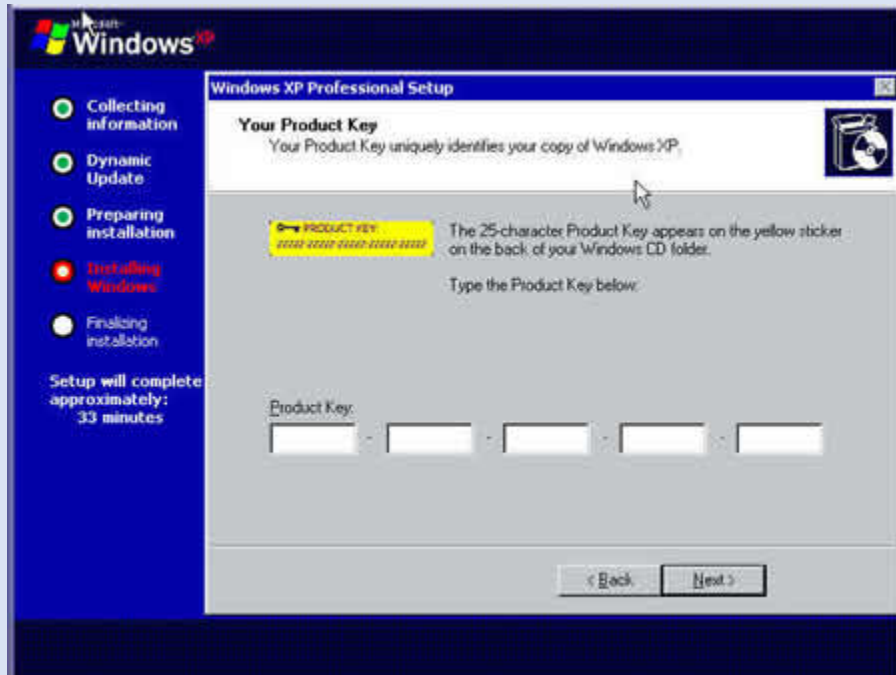 Microsoft
Windows xp
Collecting
information
Dynamic
Update
Preparing
installation
Installing
Windows
Finalizing
installation
Setup will complete
approximately:
33 minutes
Windows XP Professional Setup
Your Product Key
Your Product Key uniquely identifies your copy of Windows XP.
PRODUCT KEY:
The 25-character Product Key appears on the yellow sticker
on the back of your Windows CD folder.
Type the Product Key below:
Product Key:
- - - -
< Back
Next >